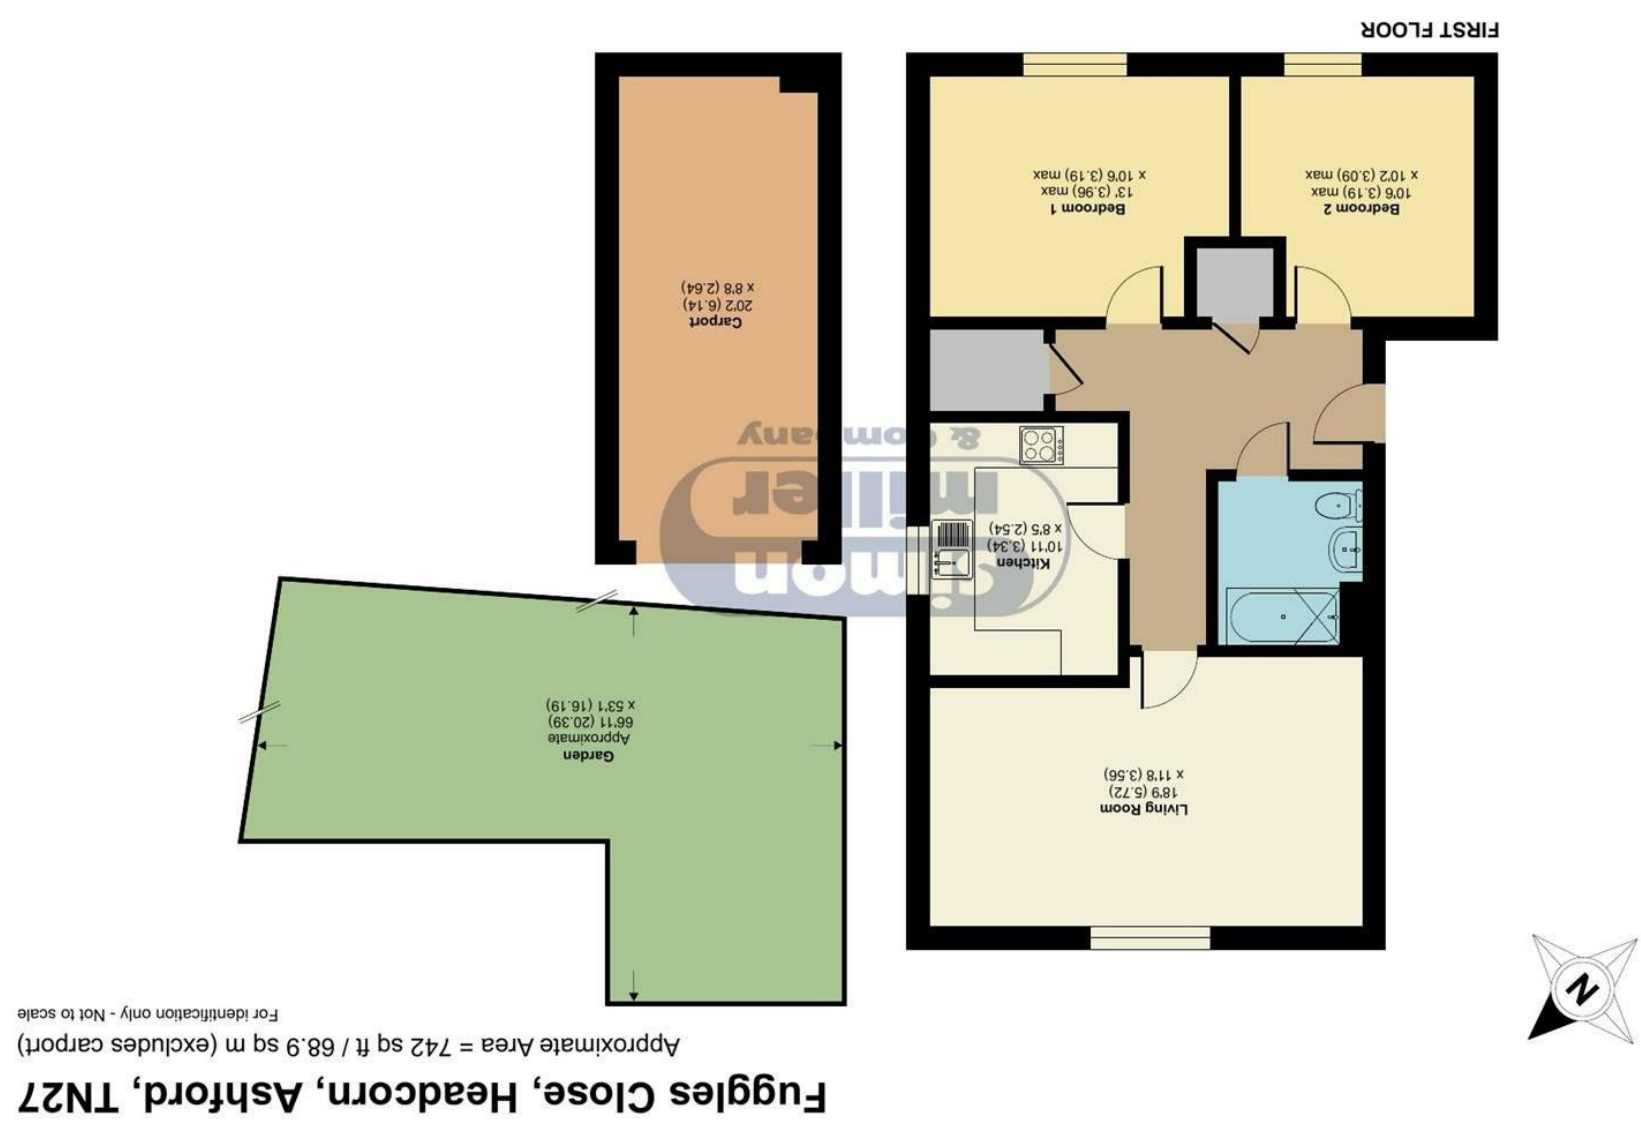 Fuggles Close, Headcorn, Ashford, TN27
Approximate Area = 742 sq ft / 68.9 sq m (excludes carport)
For identification only - Not to scale
N
Living Room
18'9 (5.72)
x 11'8 (3.56)
Garden
Approximate
66'11 (20.39)
x 53'1 (16.19)
Kitchen
10'11 (3.34)
x 8'5 (2.54)
simon
miller
& company
Carport
20'2 (6.14)
x 8'8 (2.64)
Bedroom 2
10'6 (3.19) max
x 10'2 (3.09) max
Bedroom 1
13' (3.96) max
x 10'6 (3.19) max
FIRST FLOOR